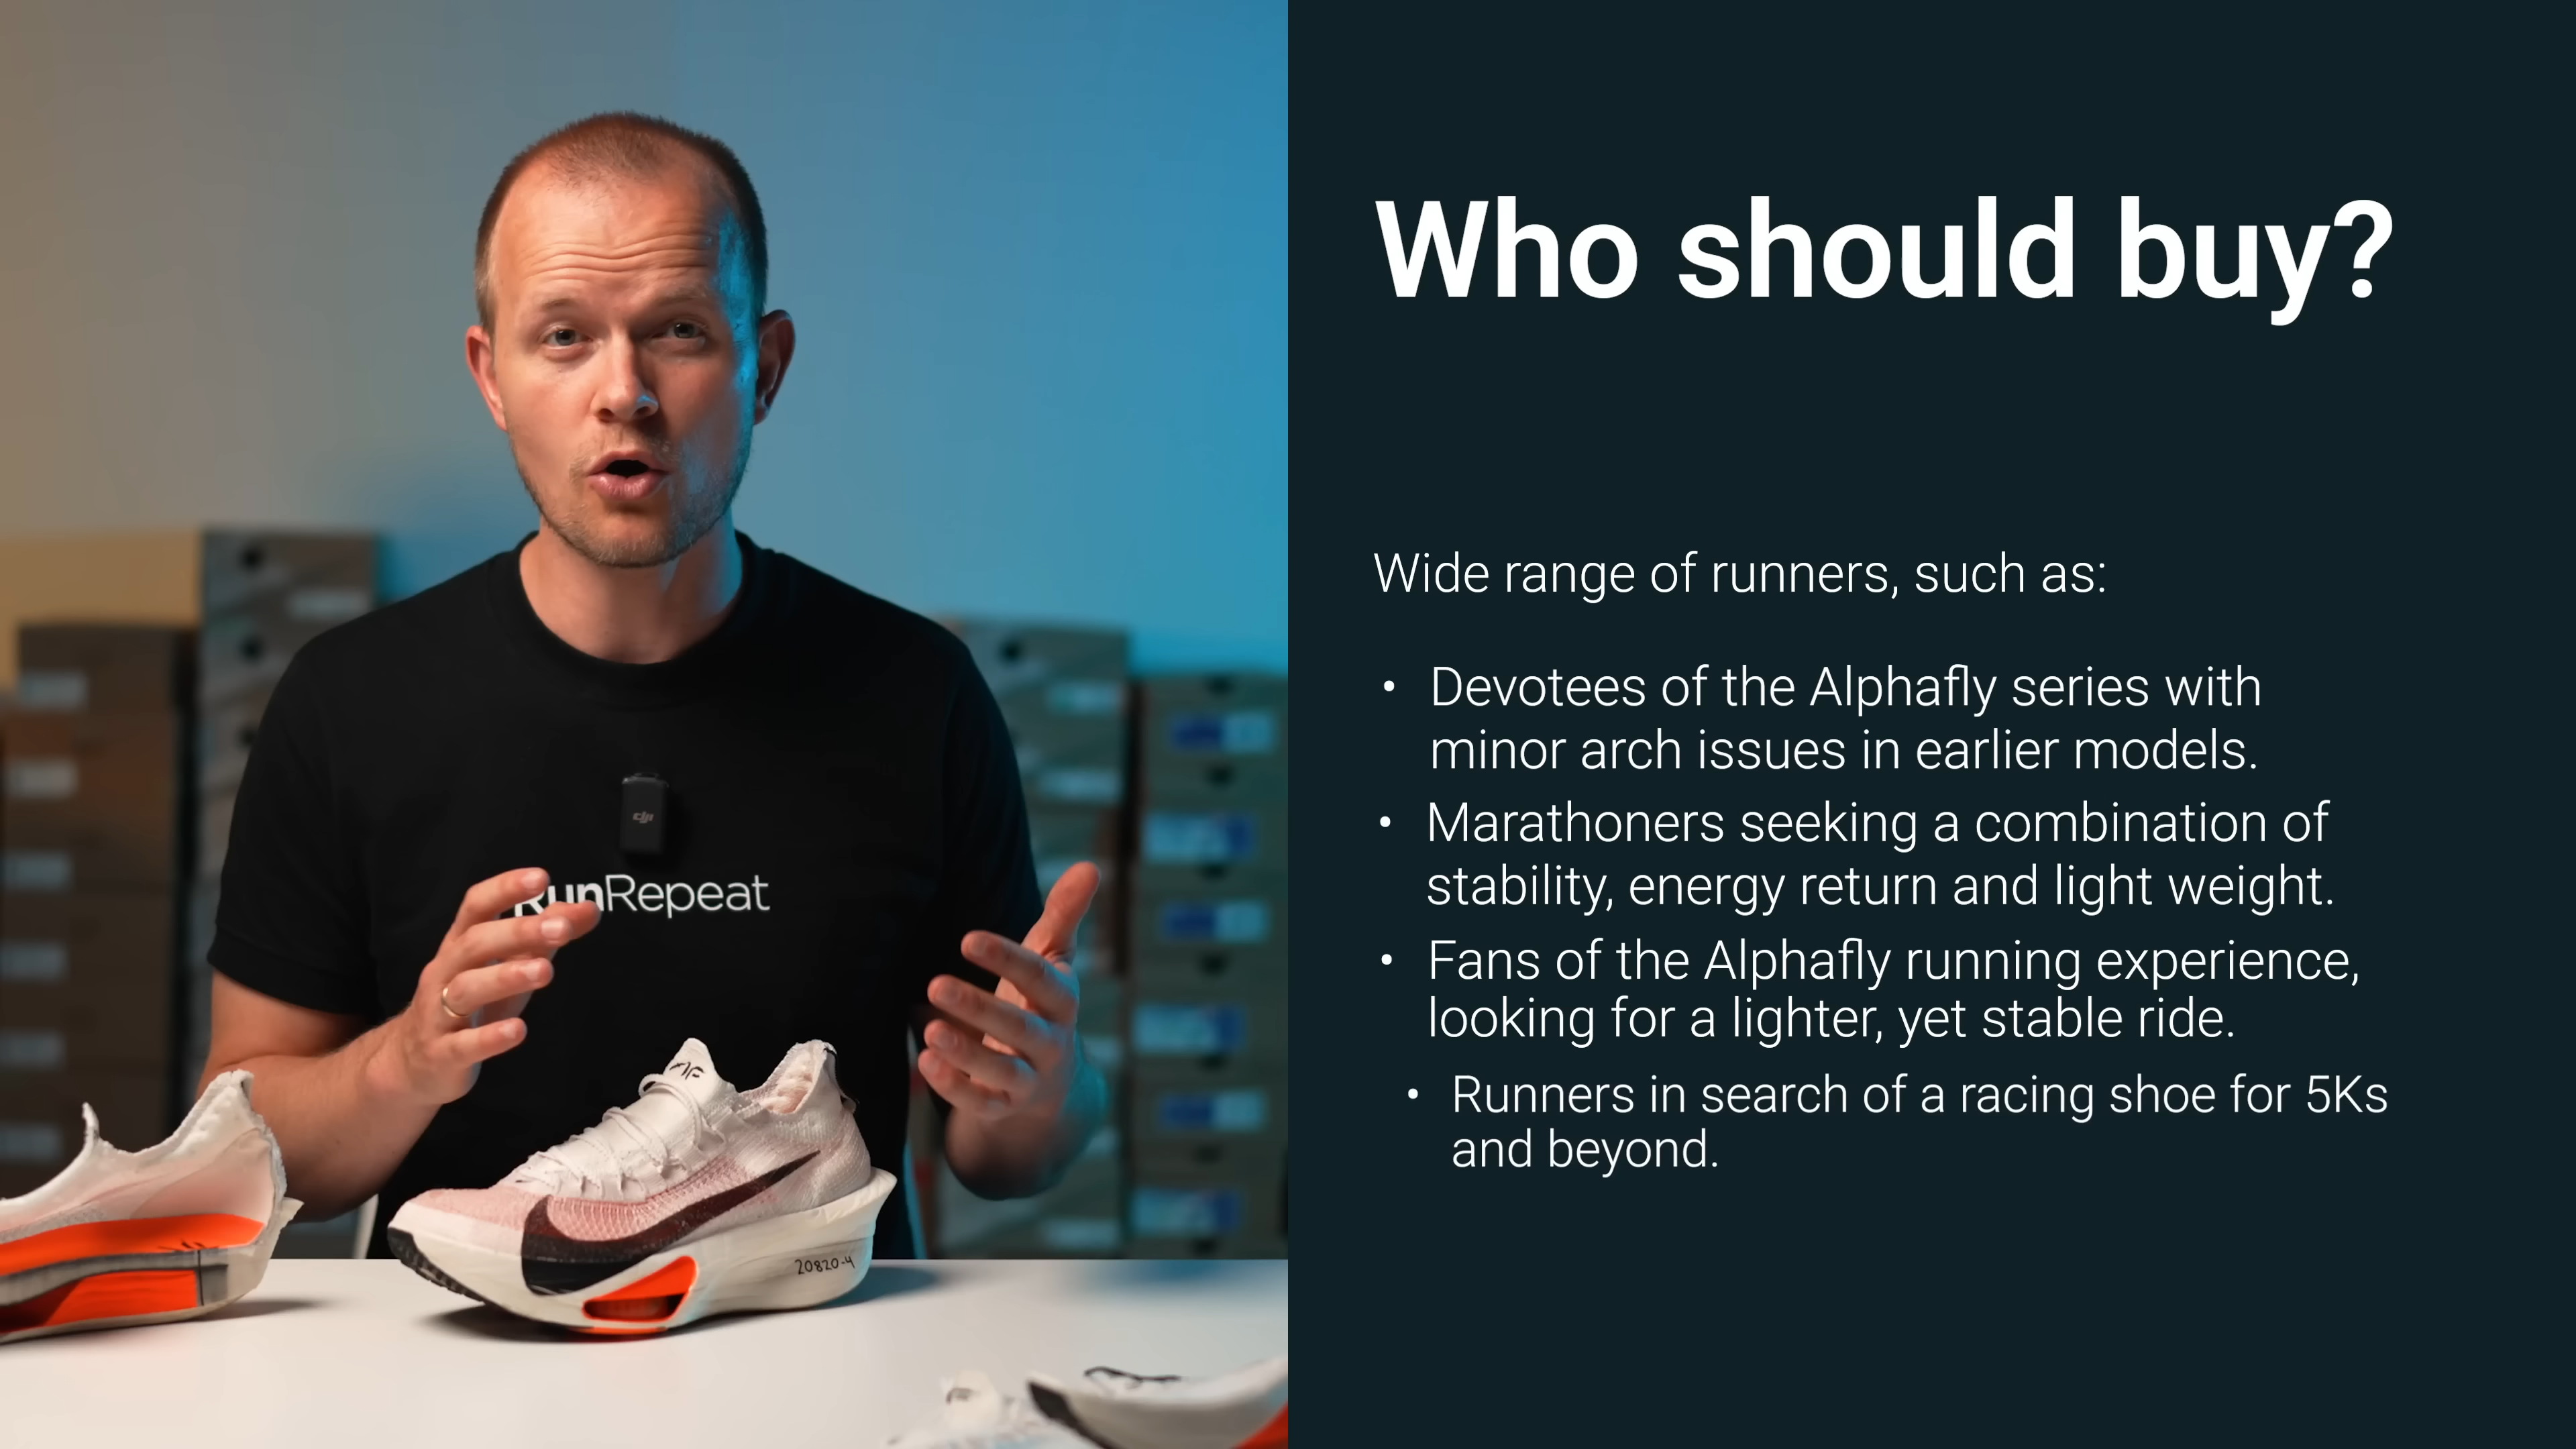 Who should buy?
Wide range of runners, such as:
• Devotees of the Alphafly series with
minor arch issues in earlier models.
• Marathoners seeking a combination of
stability, energy return and light weight.
• Fans of the Alphafly running experience,
looking for a lighter, yet stable ride.
• Runners in search of a racing shoe for 5Ks
and beyond.
dji
RunRepeat
20820-4